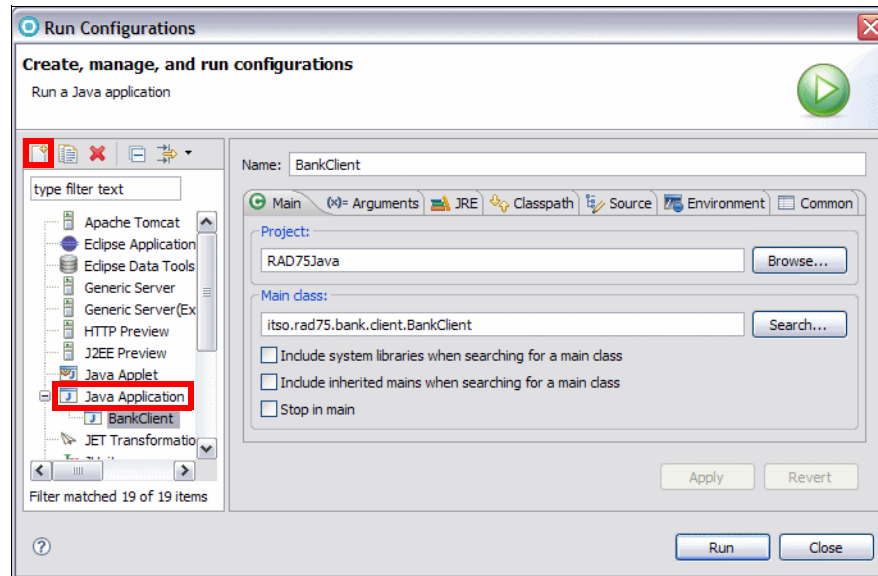 Run Configurations
Create, manage, and run configurations
Run a Java application
Name: BankClient
type filter text
Main (x)= Arguments JRE Classpath Source Environment Common
Apache Tomcat
Eclipse Application
Eclipse Data Tools
Generic Server
Generic Server(Ex
HTTP Preview
J2EE Preview
Java Applet
Java Application
BankClient
JET Transformatio
Filter matched 19 of 19 items
Project:
RAD75Java
Browse...
Main class:
itso.rad75.bank.client.BankClient
Search...
Include system libraries when searching for a main class
Include inherited mains when searching for a main class
Stop in main
Apply
Revert
Run
Close